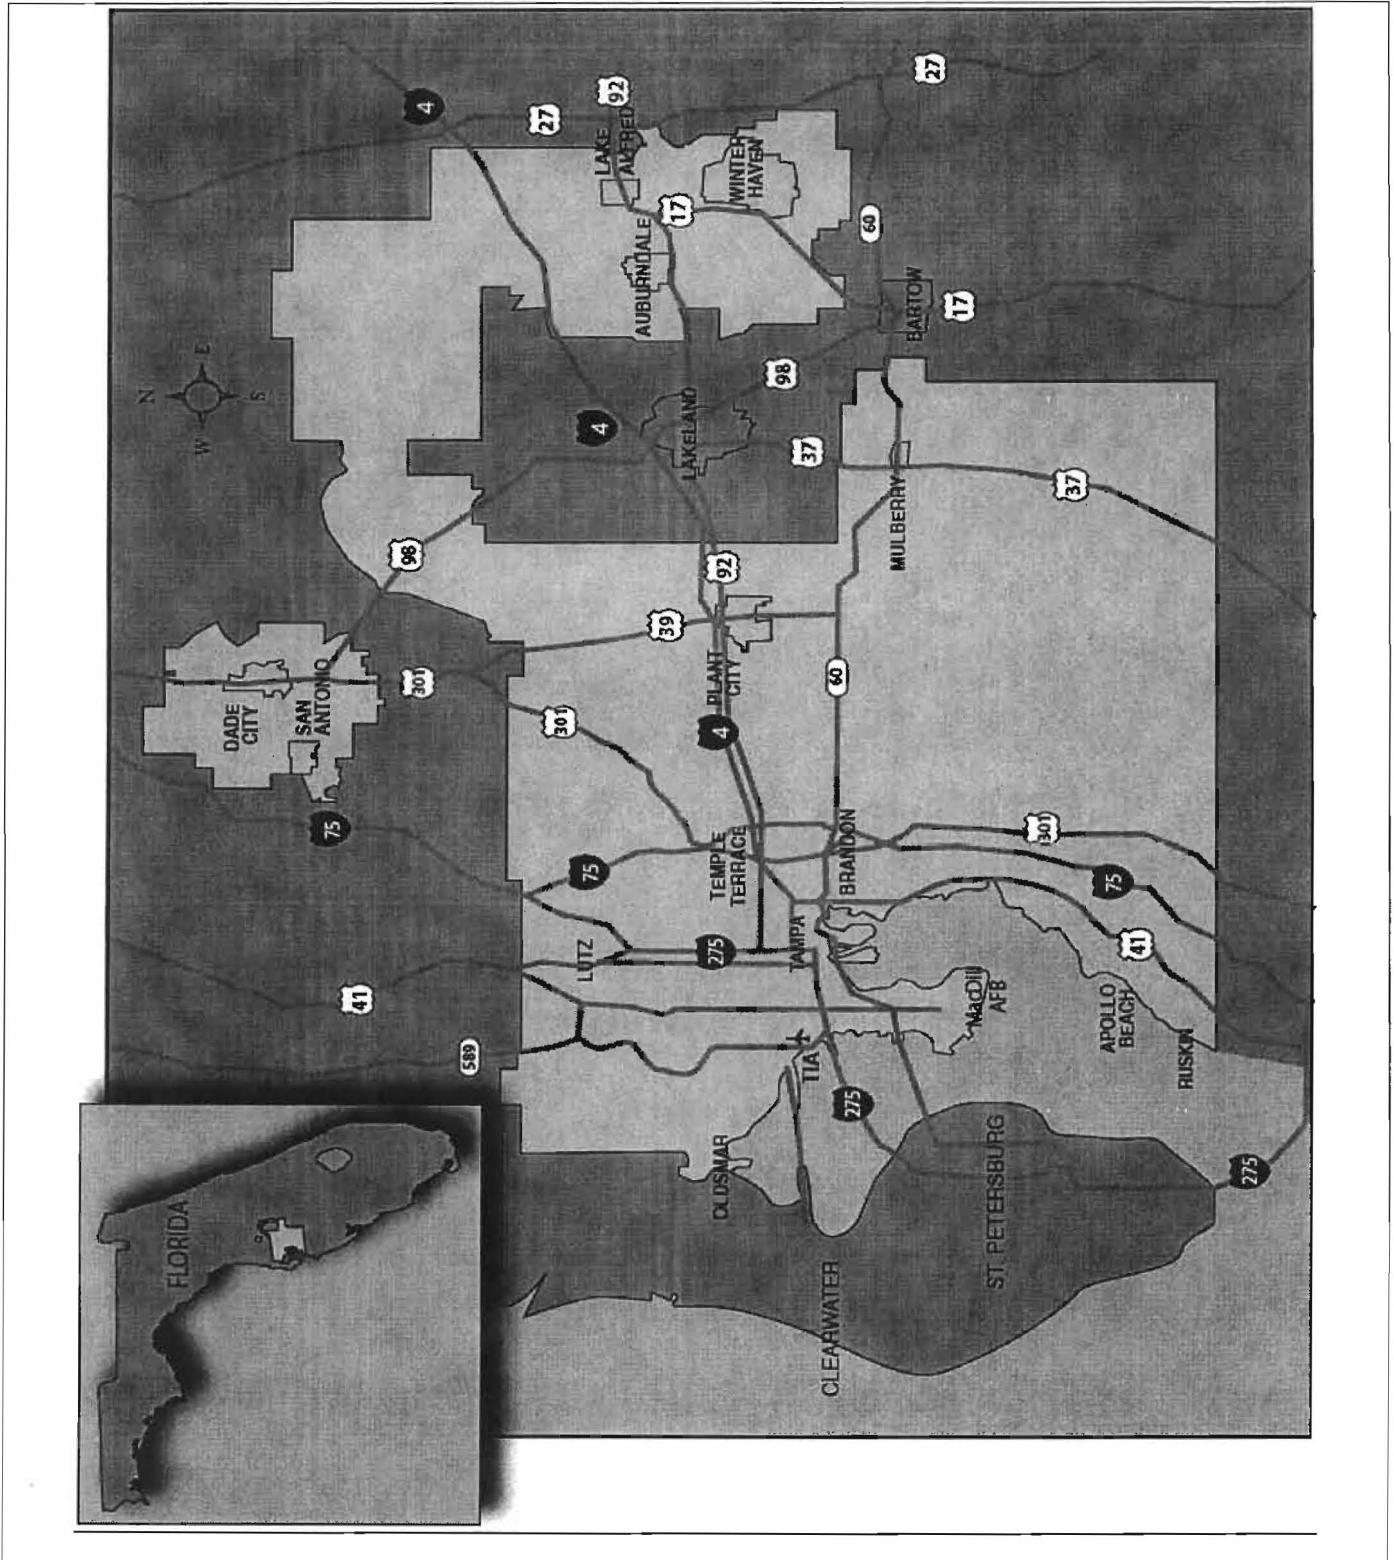 FLORIDA
N
E
S
W
4
27
92
27
LAKE
ALFRED
WINTER
HAVEN
17
AUBURNDALE
60
BARTOW
17
98
4
LAKELAND
37
MULBERRY
37
98
92
39
PLANT
CITY
60
4
DADE
CITY
SAN
ANTONIO
301
301
75
75
TEMPLE
TERRACE
BRANDON
301
75
41
LUTZ
275
TAMPA
41
589
TIA
MacDill
AFB
APOLLO
BEACH
RUSKIN
275
OLDSMAR
ST. PETERSBURG
275
CLEARWATER